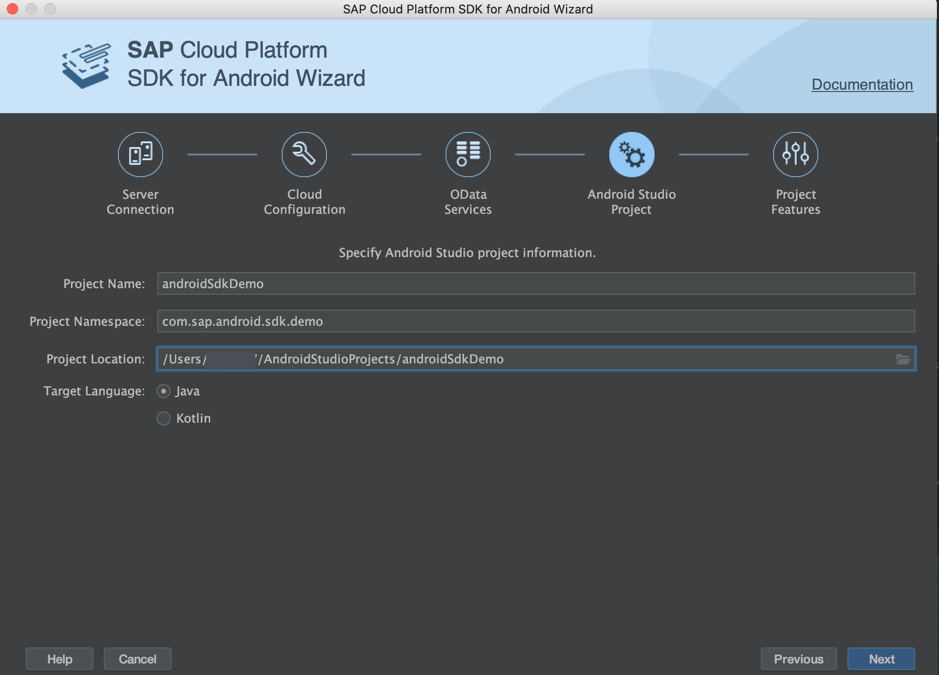 SAP Cloud Platform SDK for Android Wizard
SAP Cloud Platform
SDK for Android Wizard
Documentation
Server
Connection
Cloud
Configuration
OData
Services
Android Studio
Project
Project
Features
Specify Android Studio project information.
Project Name: androidSdkDemo
Project Namespace: com.sap.android.sdk.demo
Project Location: /Users/ /AndroidStudioProjects/androidSdkDemo
Target Language: Java
Kotlin
Help Cancel Previous Next